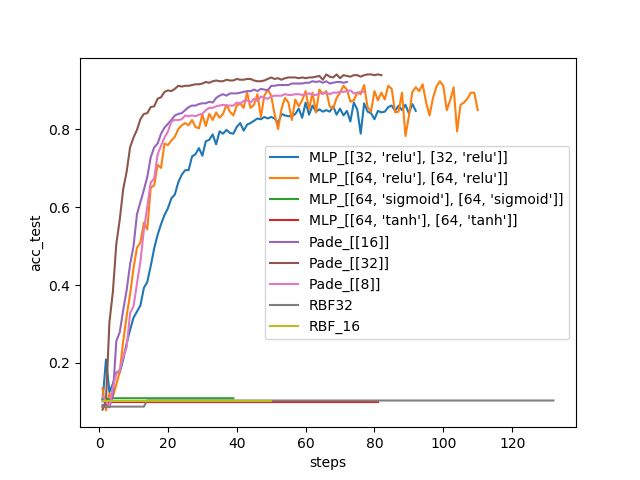 acc_test
0.8
0.6
0.4
0.2
MLP_[[32, 'relu'], [32, 'relu']]
MLP_[[64, 'relu'], [64, 'relu']]
MLP_[[64, 'sigmoid'], [64, 'sigmoid']]
MLP_[[64, 'tanh'], [64, 'tanh']]
Pade_[[16]]
Pade_[[32]]
Pade_[[8]]
RBF32
RBF_16
0 20 40 60 80 100 120
steps